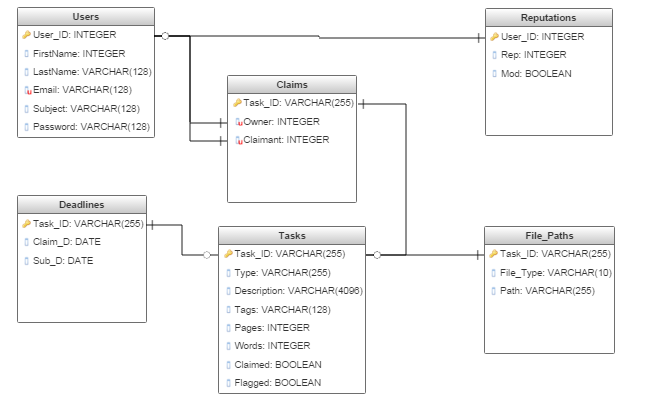 Users
User_ID: INTEGER
FirstName: INTEGER
LastName: VARCHAR(128)
Email: VARCHAR(128)
Subject: VARCHAR(128)
Password: VARCHAR(128)
Reputations
User_ID: INTEGER
Rep: INTEGER
Mod: BOOLEAN
Claims
Task_ID: VARCHAR(255)
Owner: INTEGER
Claimant: INTEGER
Deadlines
Task_ID: VARCHAR(255)
Claim_D: DATE
Sub_D: DATE
Tasks
Task_ID: VARCHAR(255)
Type: VARCHAR(255)
Description: VARCHAR(4096)
Tags: VARCHAR(128)
Pages: INTEGER
Words: INTEGER
Claimed: BOOLEAN
Flagged: BOOLEAN
File_Paths
Task_ID: VARCHAR(255)
File_Type: VARCHAR(10)
Path: VARCHAR(255)